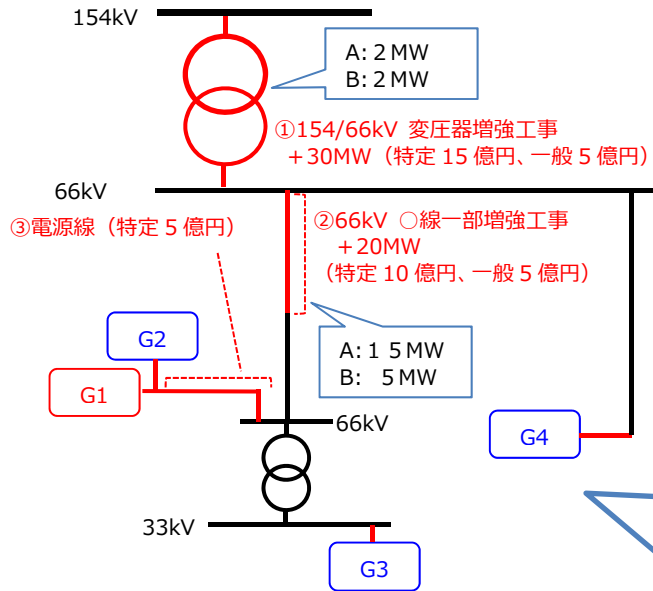 154kV
A: 2 MW
B: 2 MW
①154/66kV 変圧器増強工事
+30MW（特定 15 億円、一般 5 億円）
66kV
③電源線（特定 5 億円）
②66kV ○線一部増強工事
+20MW
（特定 10 億円、一般 5 億円）
A: 1 5 MW
B: 5 MW
G2
G1
66kV
G4
33kV
G3